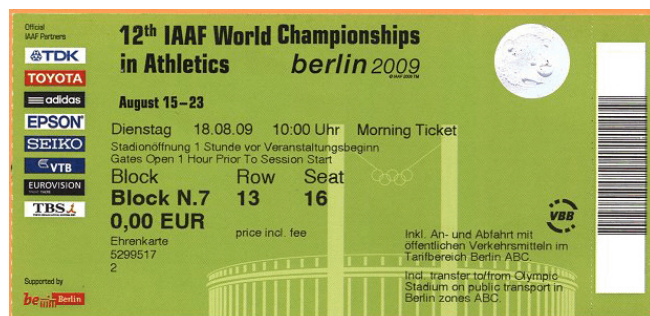 Official
IAAF Partners
TDK
TOYOTA
adidas
EPSON
SEIKO
VTB
EUROVISION
TBS
Supported by
Berlin
12th IAAF World Championships
in Athletics berlin 2009
August 15–23
Dienstag 18.08.09 10:00 Uhr Morning Ticket
Stadionöffnung 1 Stunde vor Veranstaltungsbeginn
Gates Open 1 Hour Prior To Session Start
Block Row Seat
Block N.7 13 16
0,00 EUR price incl. fee
Ehrenkarte
5299517
2
VBB
Inkl. An- und Abfahrt mit
öffentlichen Verkehrsmitteln im
Tarifbereich Berlin ABC.
Incl. transfer to/from Olympic
Stadium on public transport in
Berlin zones ABC.